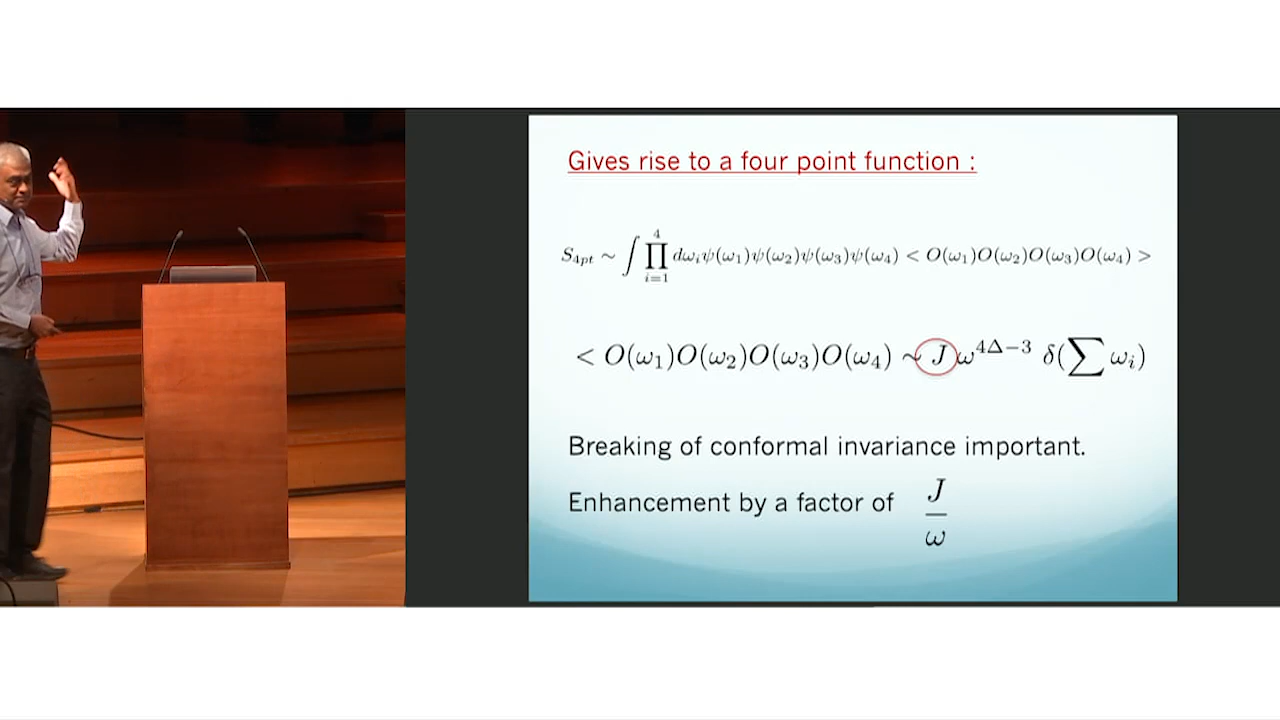 Gives rise to a four point function :
S_{4pt} ∼ ∫ ∏_{i=1}^{4} dω_i ψ(ω_1)ψ(ω_2)ψ(ω_3)ψ(ω_4) < O(ω_1)O(ω_2)O(ω_3)O(ω_4) >
< O(ω_1)O(ω_2)O(ω_3)O(ω_4) ∼ J ω^{4Δ−3} δ(∑ ω_i)
Breaking of conformal invariance important.
Enhancement by a factor of J/ω